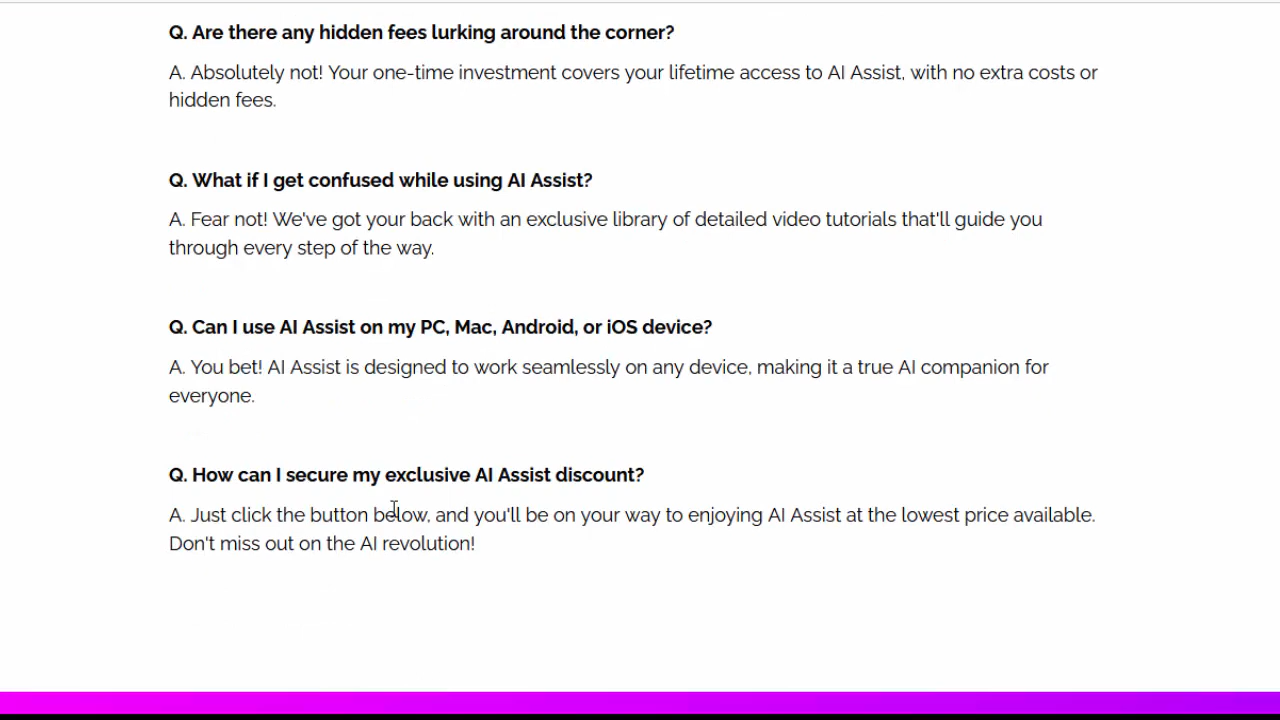 Q. Are there any hidden fees lurking around the corner?
A. Absolutely not! Your one-time investment covers your lifetime access to AI Assist, with no extra costs or
hidden fees.
Q. What if I get confused while using AI Assist?
A. Fear not! We've got your back with an exclusive library of detailed video tutorials that'll guide you
through every step of the way.
Q. Can I use AI Assist on my PC, Mac, Android, or iOS device?
A. You bet! AI Assist is designed to work seamlessly on any device, making it a true AI companion for
everyone.
Q. How can I secure my exclusive AI Assist discount?
A. Just click the button below, and you'll be on your way to enjoying AI Assist at the lowest price available.
Don't miss out on the AI revolution!